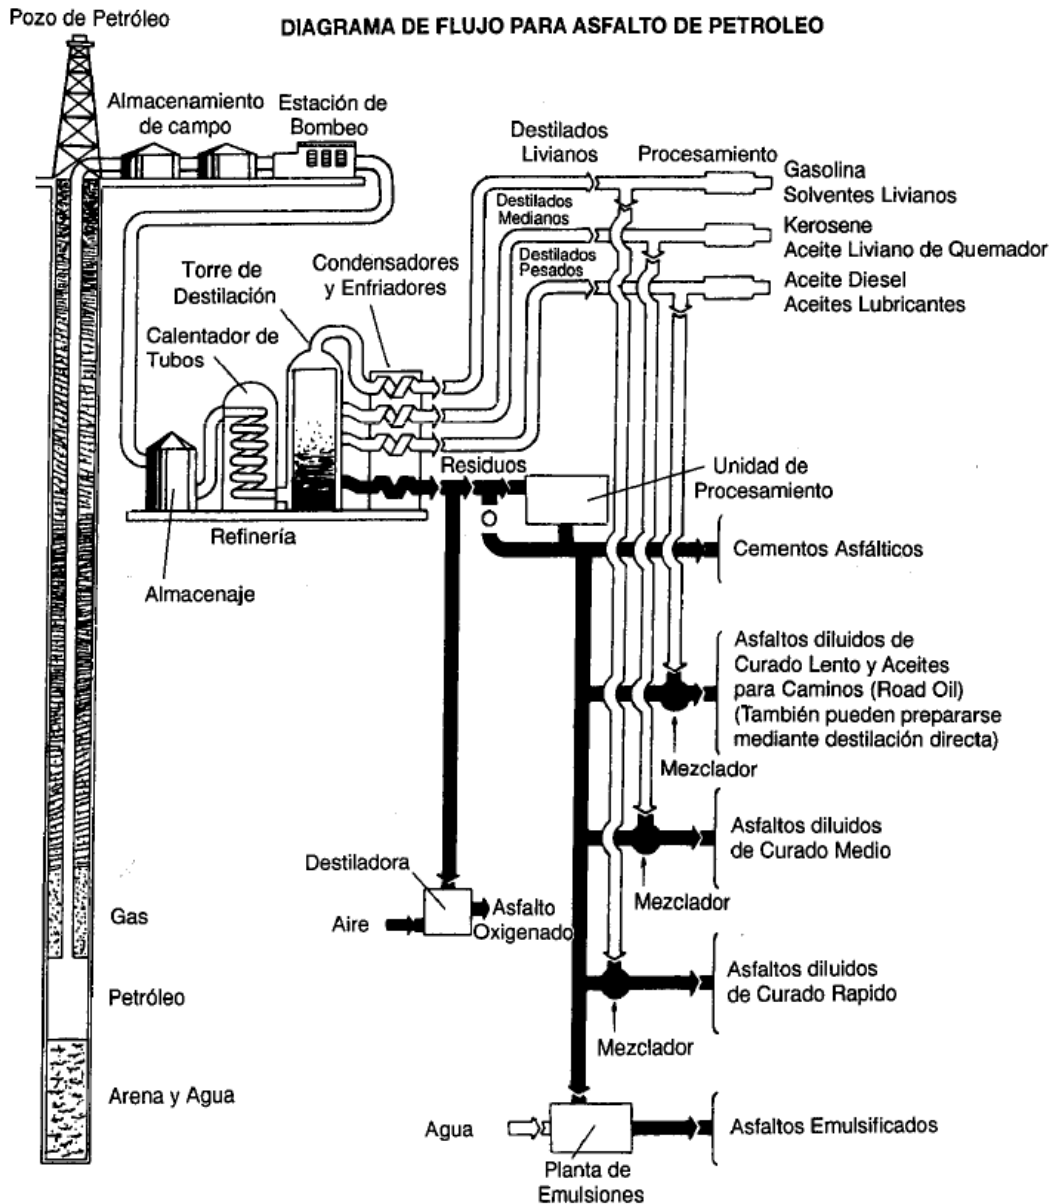 Pozo de Petróleo
DIAGRAMA DE FLUJO PARA ASFALTO DE PETROLEO
Almacenamiento
de campo
Estación de
Bombeo
Destilados
Livianos
Procesamiento
Gasolina
Solventes Livianos
Destilados
Medianos
Kerosene
Aceite Liviano de Quemador
Destilados
Pesados
Aceite Diesel
Aceites Lubricantes
Torre de
Destilación
Condensadores
y Enfriadores
Calentador de
Tubos
Residuos
Unidad de
Procesamiento
Refinería
Almacenaje
Cementos Asfálticos
Asfaltos diluidos de
Curado Lento y Aceites
para Caminos (Road Oil)
(También pueden prepararse
mediante destilación directa)
Mezclador
Asfaltos diluidos
de Curado Medio
Mezclador
Destiladora
Aire
Asfalto
Oxigenado
Gas
Petróleo
Arena y Agua
Asfaltos diluidos
de Curado Rapido
Mezclador
Agua
Planta de
Emulsiones
Asfaltos Emulsificados